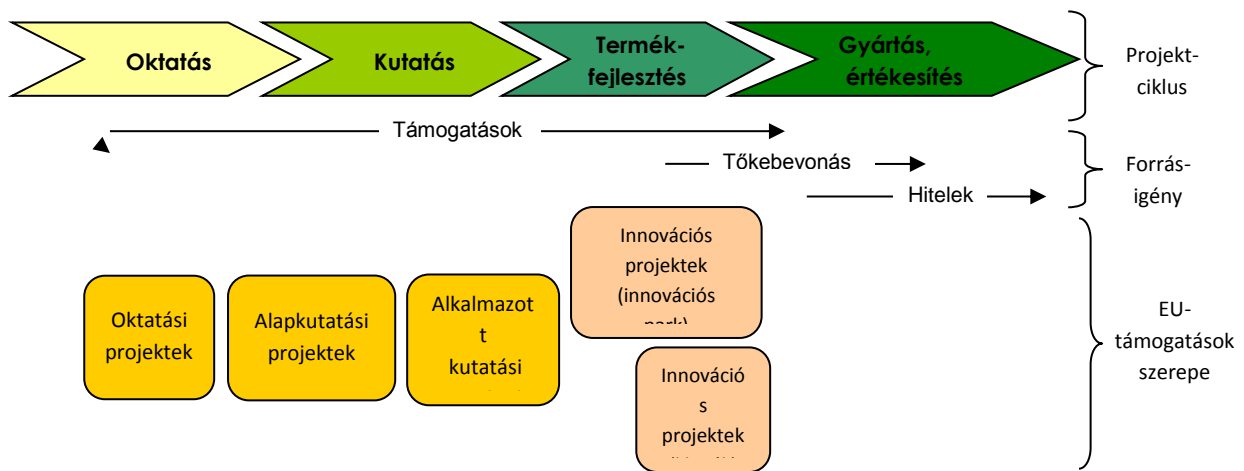 Oktatás
Kutatás
Termék-
fejlesztés
Gyártás,
értékesítés
Projekt-
ciklus
Támogatások
Tőkebevonás
Hitelek
Forrás-
igény
Oktatási
projektek
Alapkutatási
projektek
Alkalmazot
t
kutatási
Innovációs
projektek
(innovációs
park)
Innováció
s
projektek
EU-
támogatások
szerepe